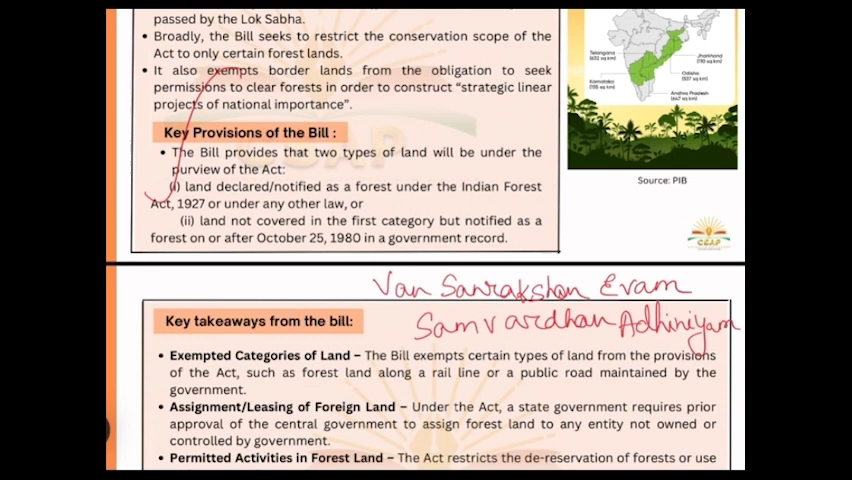 passed by the Lok Sabha.
• Broadly, the Bill seeks to restrict the conservation scope of the
Act to only certain forest lands.
• It also exempts border lands from the obligation to seek
permissions to clear forests in order to construct “strategic linear
projects of national importance”.
Key Provisions of the Bill :
• The Bill provides that two types of land will be under the
purview of the Act:
(i) land declared/notified as a forest under the Indian Forest
Act, 1927 or under any other law, or
(ii) land not covered in the first category but notified as a
forest on or after October 25, 1980 in a government record.
Telangana
Jharkhand
Odisha
Karnataka
Andhra Pradesh
Source: PIB
CSAP
Van Sanrakshan Evam
Samvardhan Adhiniyam
Key takeaways from the bill:
• Exempted Categories of Land – The Bill exempts certain types of land from the provisions
of the Act, such as forest land along a rail line or a public road maintained by the
government.
• Assignment/Leasing of Foreign Land – Under the Act, a state government requires prior
approval of the central government to assign forest land to any entity not owned or
controlled by government.
• Permitted Activities in Forest Land – The Act restricts the de-reservation of forests or use